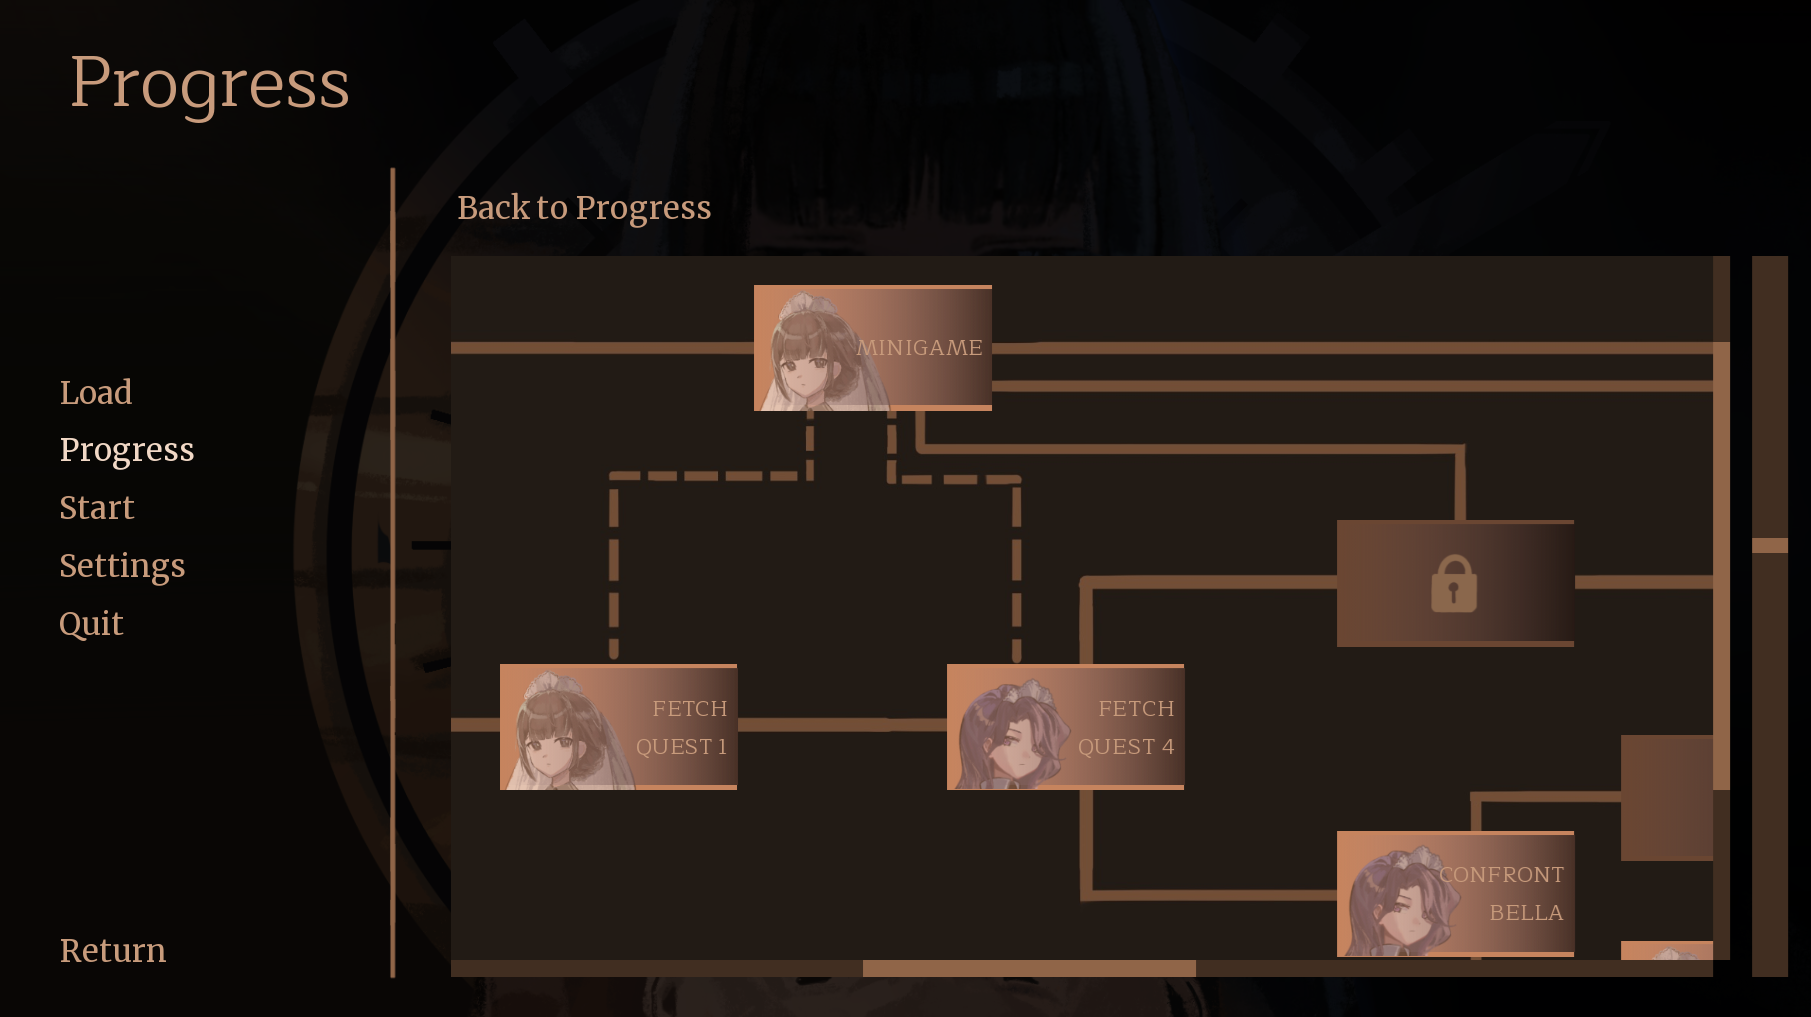 Progress
Back to Progress
MINIGAME
Load
Progress
Start
Settings
Quit
FETCH
QUEST 1
FETCH
QUEST 4
CONFRONT
BELLA
Return